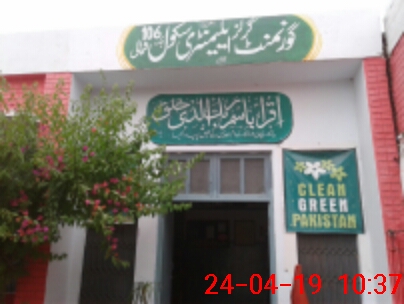 گورنمنٹ گرلز ایلیمنٹری سکول 106
اقرا باسم ربک الذی خلق
CLEAN
GREEN
PAKISTAN
24-04-19 10:37